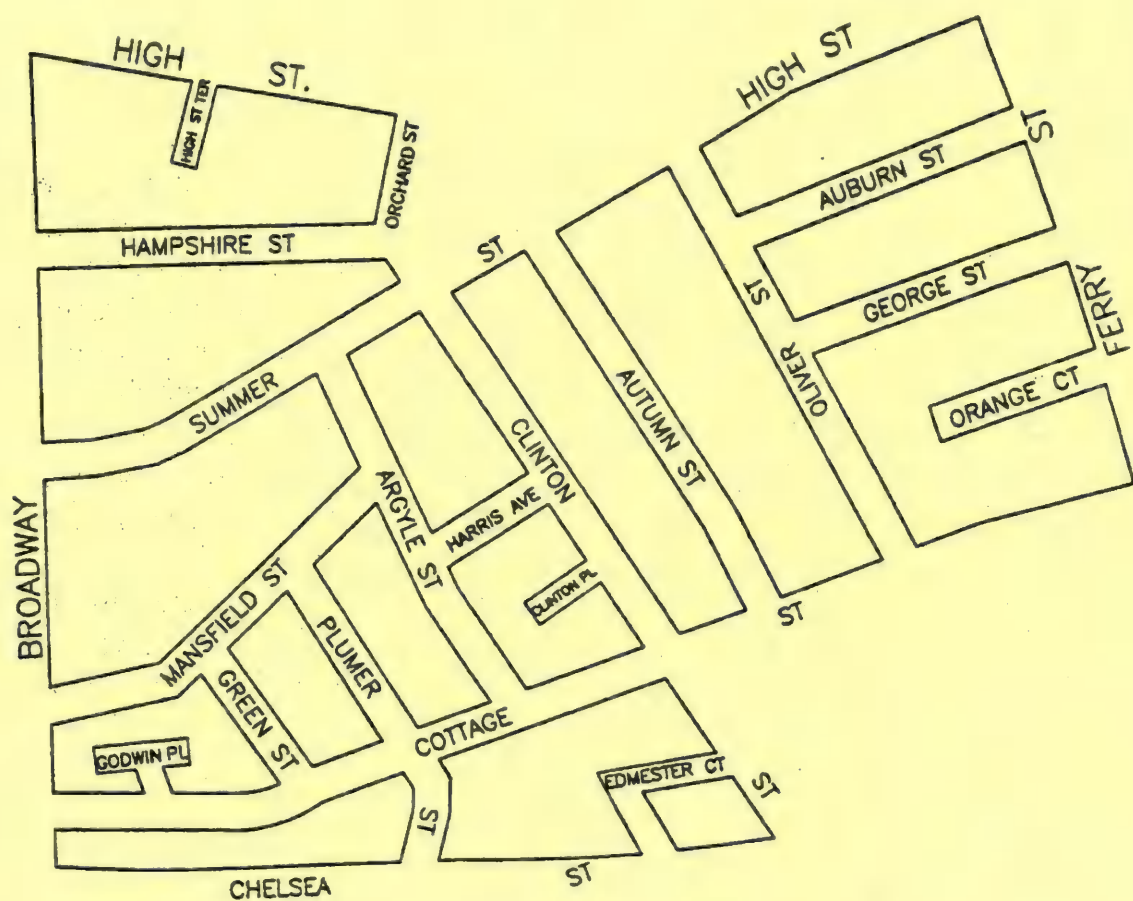 HIGH ST.
HIGH ST TER
ORCHARD ST
HAMPSHIRE ST
HIGH ST
AUBURN ST
GEORGE ST
FERRY ST
ORANGE CT
OLIVER ST
AUTUMN ST
CLINTON
SUMMER ST
ARGYLE ST
HARRIS AVE
CLINTON PL
BROADWAY
MANSFIELD ST
PLUMER
GREEN ST
GODWIN PL
COTTAGE ST
ST
EDMESTER CT
ST
CHELSEA ST